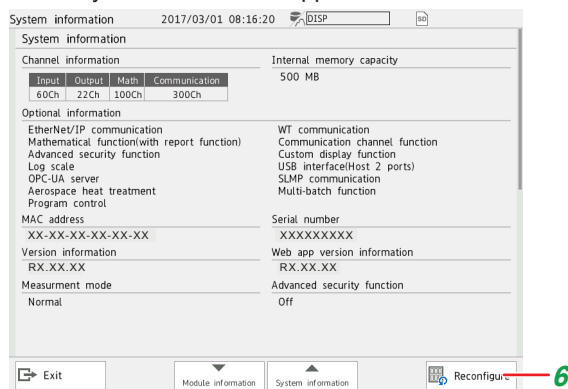 System information 2017/03/01 08:16:20 DISP SD
System information
Channel information Internal memory capacity
Input Output Math Communication 500 MB
60Ch 22Ch 100Ch 300Ch
Optional information
EtherNet/IP communication WT communication
Mathematical function(with report function) Communication channel function
Advanced security function Custom display function
Log scale USB interface(Host 2 ports)
OPC-UA server SLMP communication
Aerospace heat treatment Multi-batch function
Program control
MAC address Serial number
XX-XX-XX-XX-XX-XX XXXXXXXXX
Version information Web app version information
RX.XX.XX RX.XX.XX
Measurment mode Advanced security function
Normal Off
Exit Module information System information Reconfigure 6